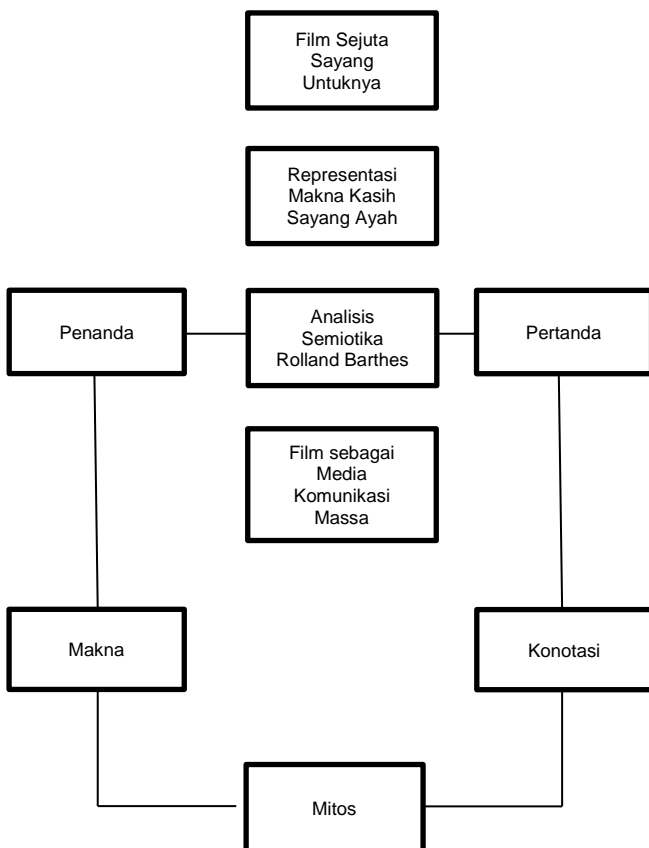 Film Sejuta
Sayang
Untuknya
Representasi
Makna Kasih
Sayang Ayah
Penanda
Analisis
Semiotika
Rolland Barthes
Pertanda
Film sebagai
Media
Komunikasi
Massa
Makna
Konotasi
Mitos